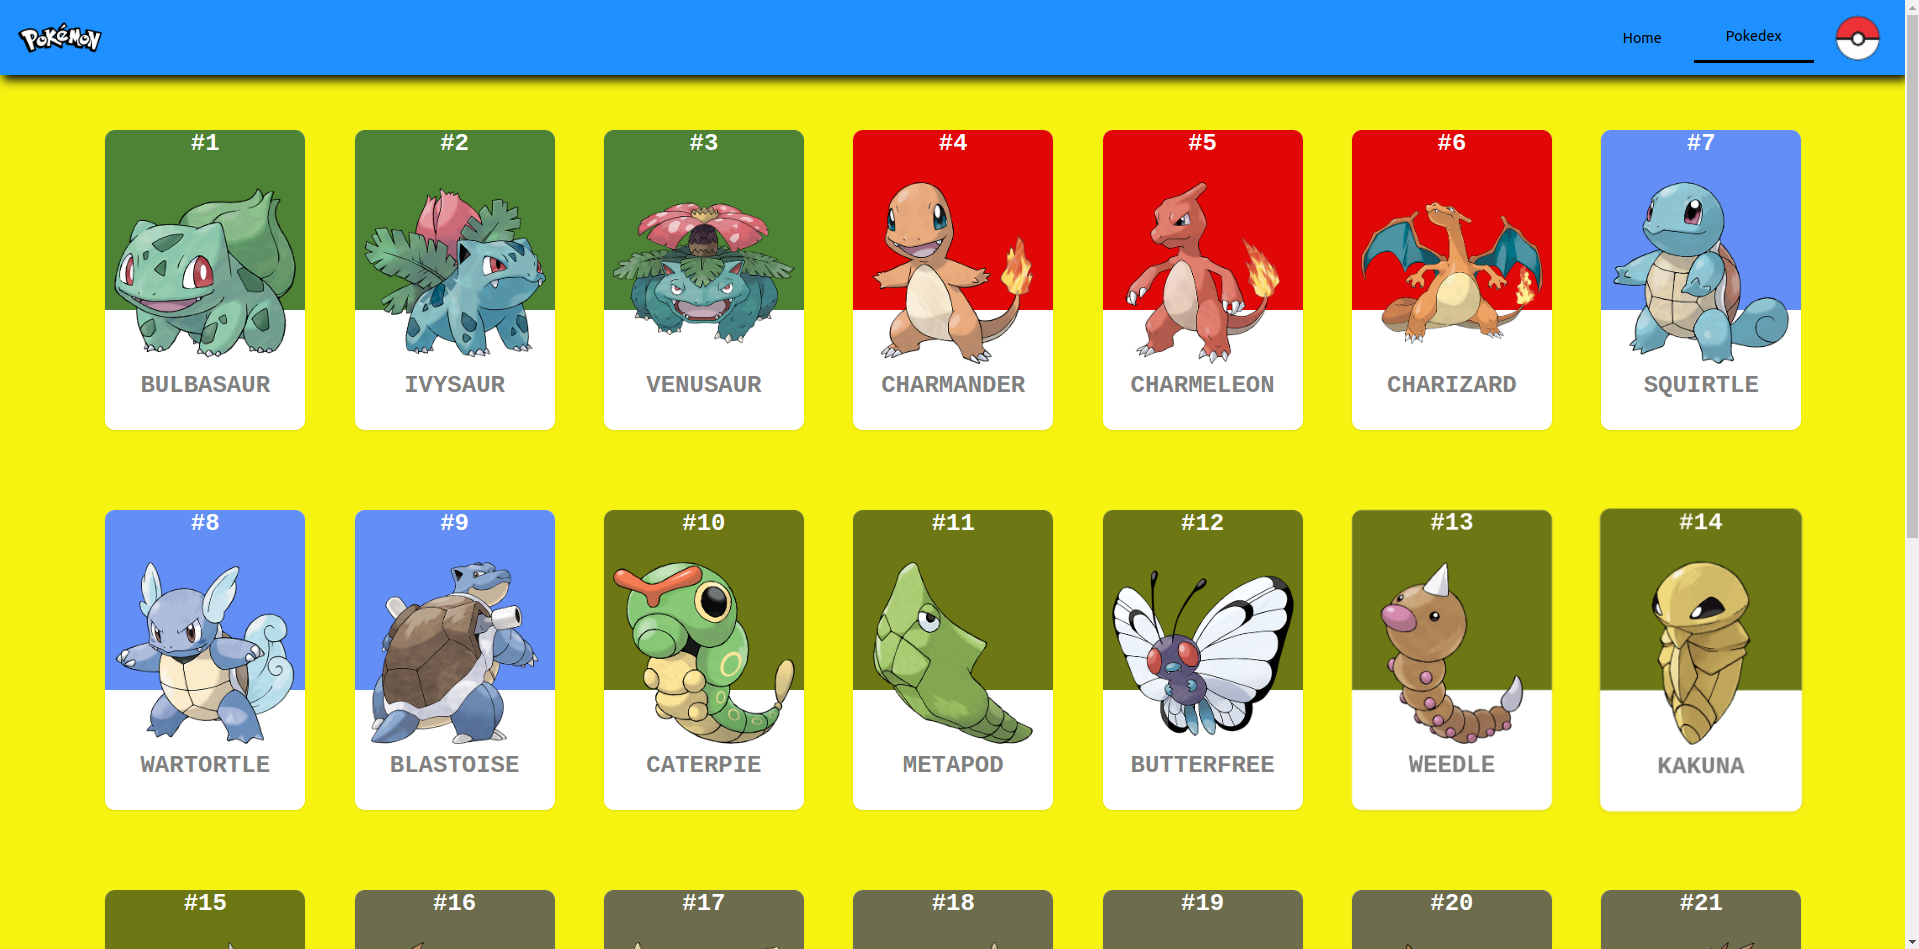 POKéMON
Home
Pokedex
#1
#2
#3
#4
#5
#6
#7
BULBASAUR
IVYSAUR
VENUSAUR
CHARMANDER
CHARMELEON
CHARIZARD
SQUIRTLE
#8
#9
#10
#11
#12
#13
#14
WARTORTLE
BLASTOISE
CATERPIE
METAPOD
BUTTERFREE
WEEDLE
KAKUNA
#15
#16
#17
#18
#19
#20
#21